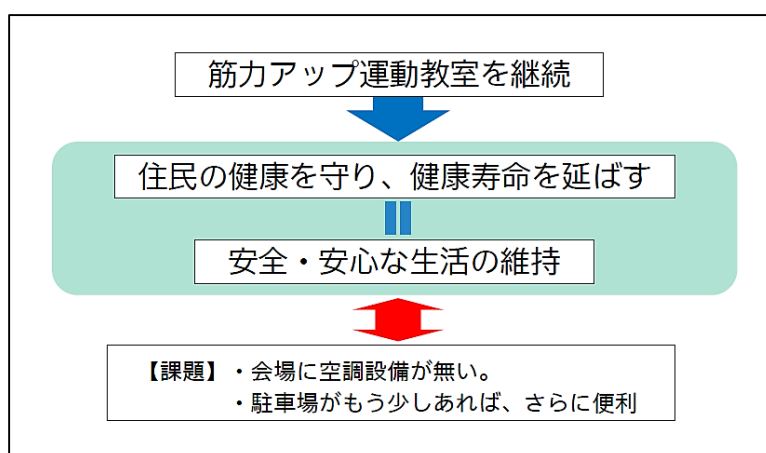 筋力アップ運動教室を継続
住民の健康を守り、健康寿命を延ばす
安全・安心な生活の維持
【課題】・会場に空調設備が無い。
・駐車場がもう少しあれば、さらに便利